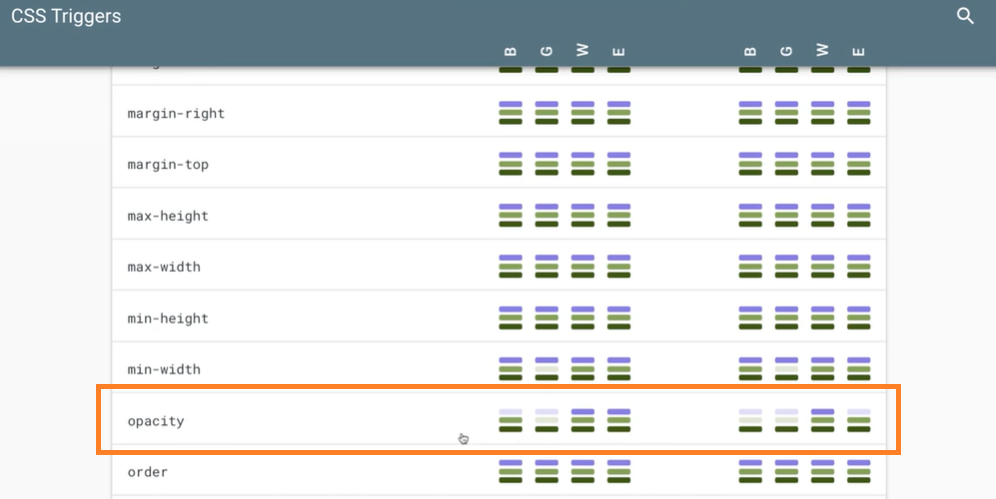 CSS Triggers
B G W E B G W E
margin-right
margin-top
max-height
max-width
min-height
min-width
opacity
order